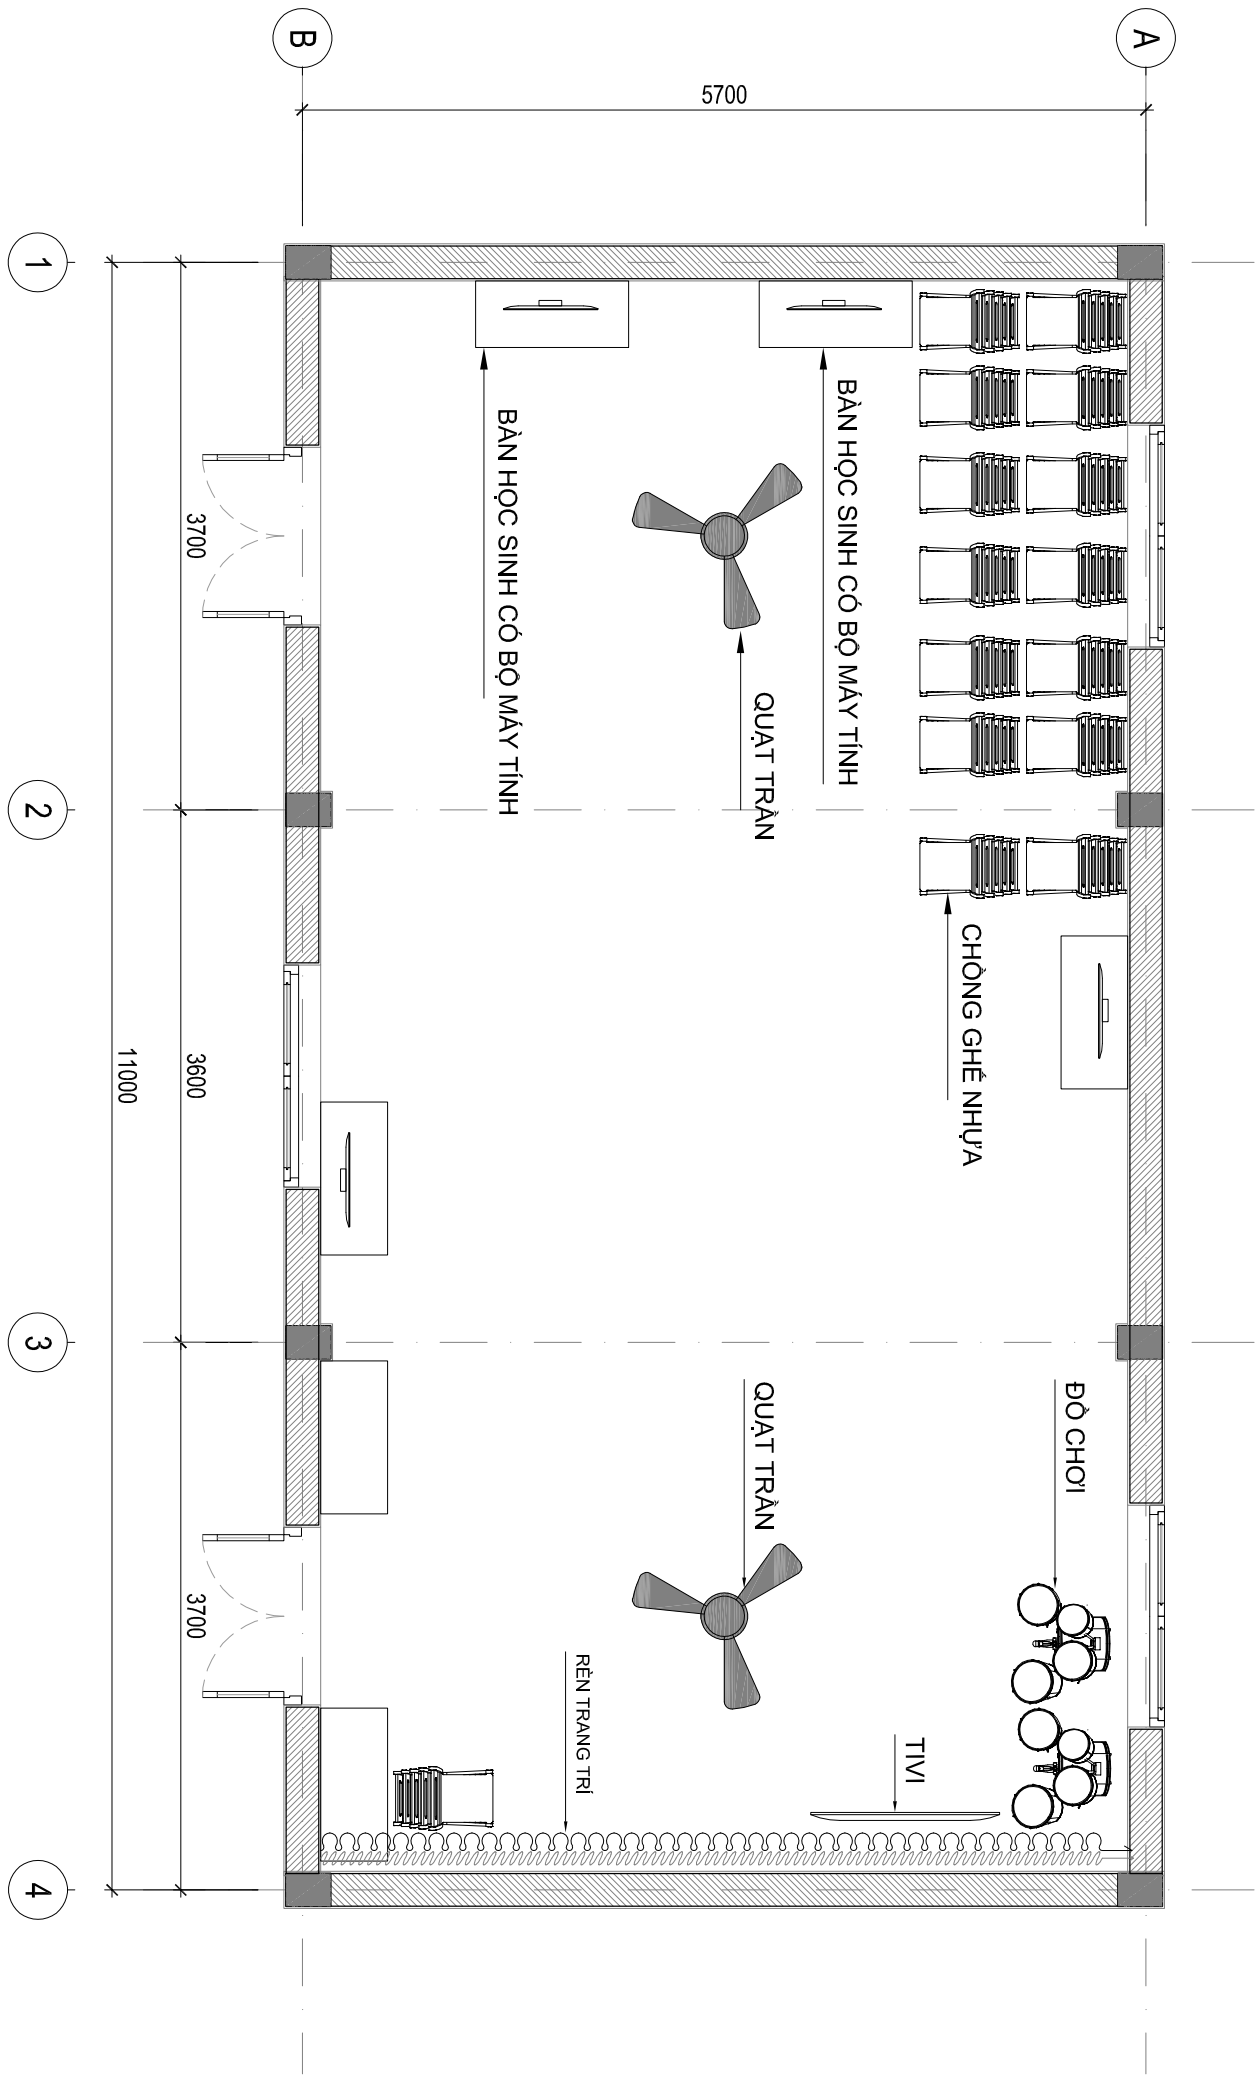 B
A
5700
1
2
3
4
3700
3600
3700
11000
BÀN HỌC SINH CÓ BỘ MÁY TÍNH
BÀN HỌC SINH CÓ BỘ MÁY TÍNH
QUẠT TRẦN
CHỒNG GHẾ NHỰA
ĐỒ CHƠI
QUẠT TRẦN
RÈN TRANG TRÍ
TIVI